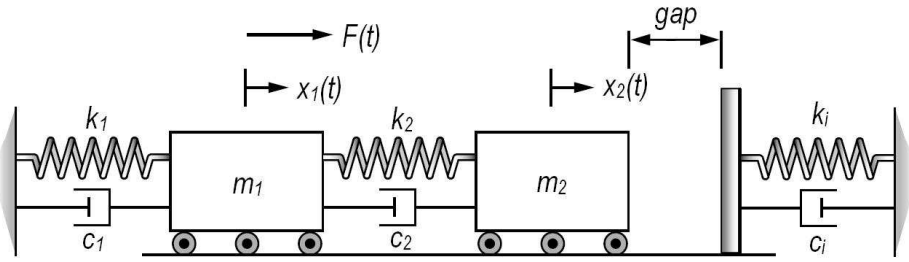 gap
F(t)
x₁(t)
x₂(t)
k₁
k₂
kᵢ
m₁
m₂
c₁
c₂
cᵢ